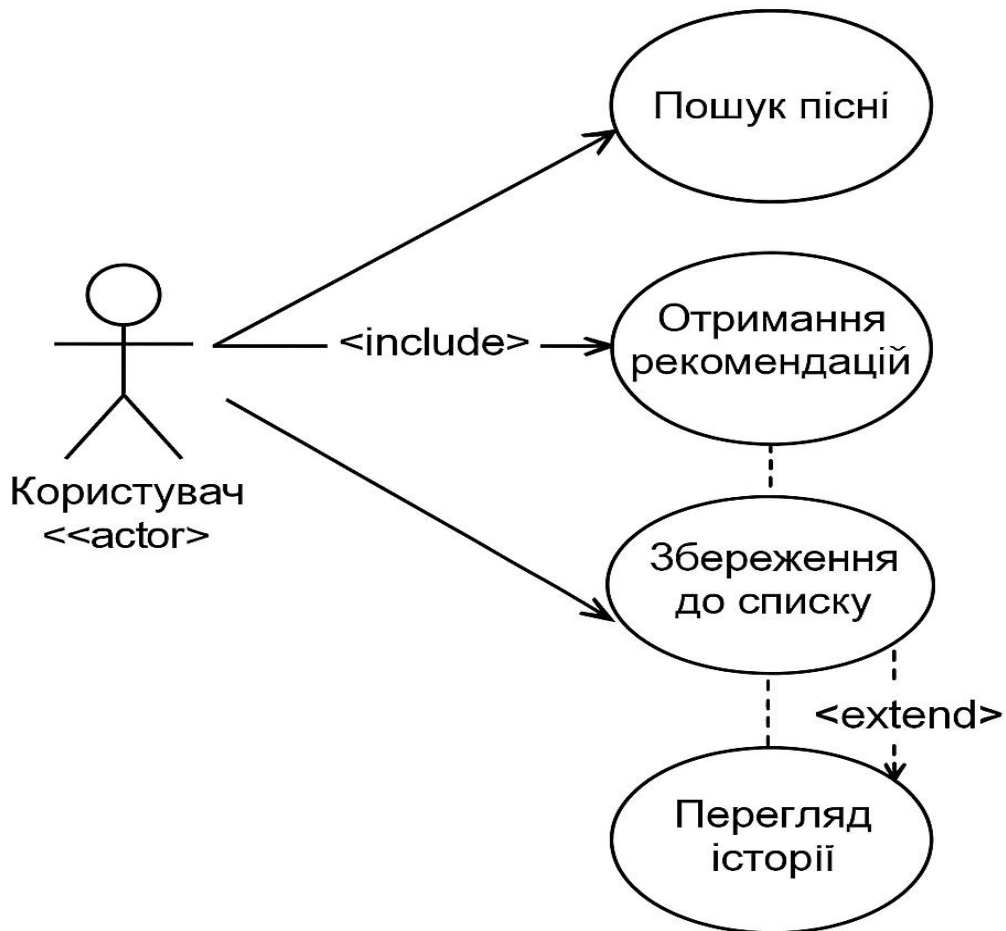 Пошук пісні
Отримання
рекомендацій
<include>
Користувач
<<actor>
Збереження
до списку
<extend>
Перегляд
історії